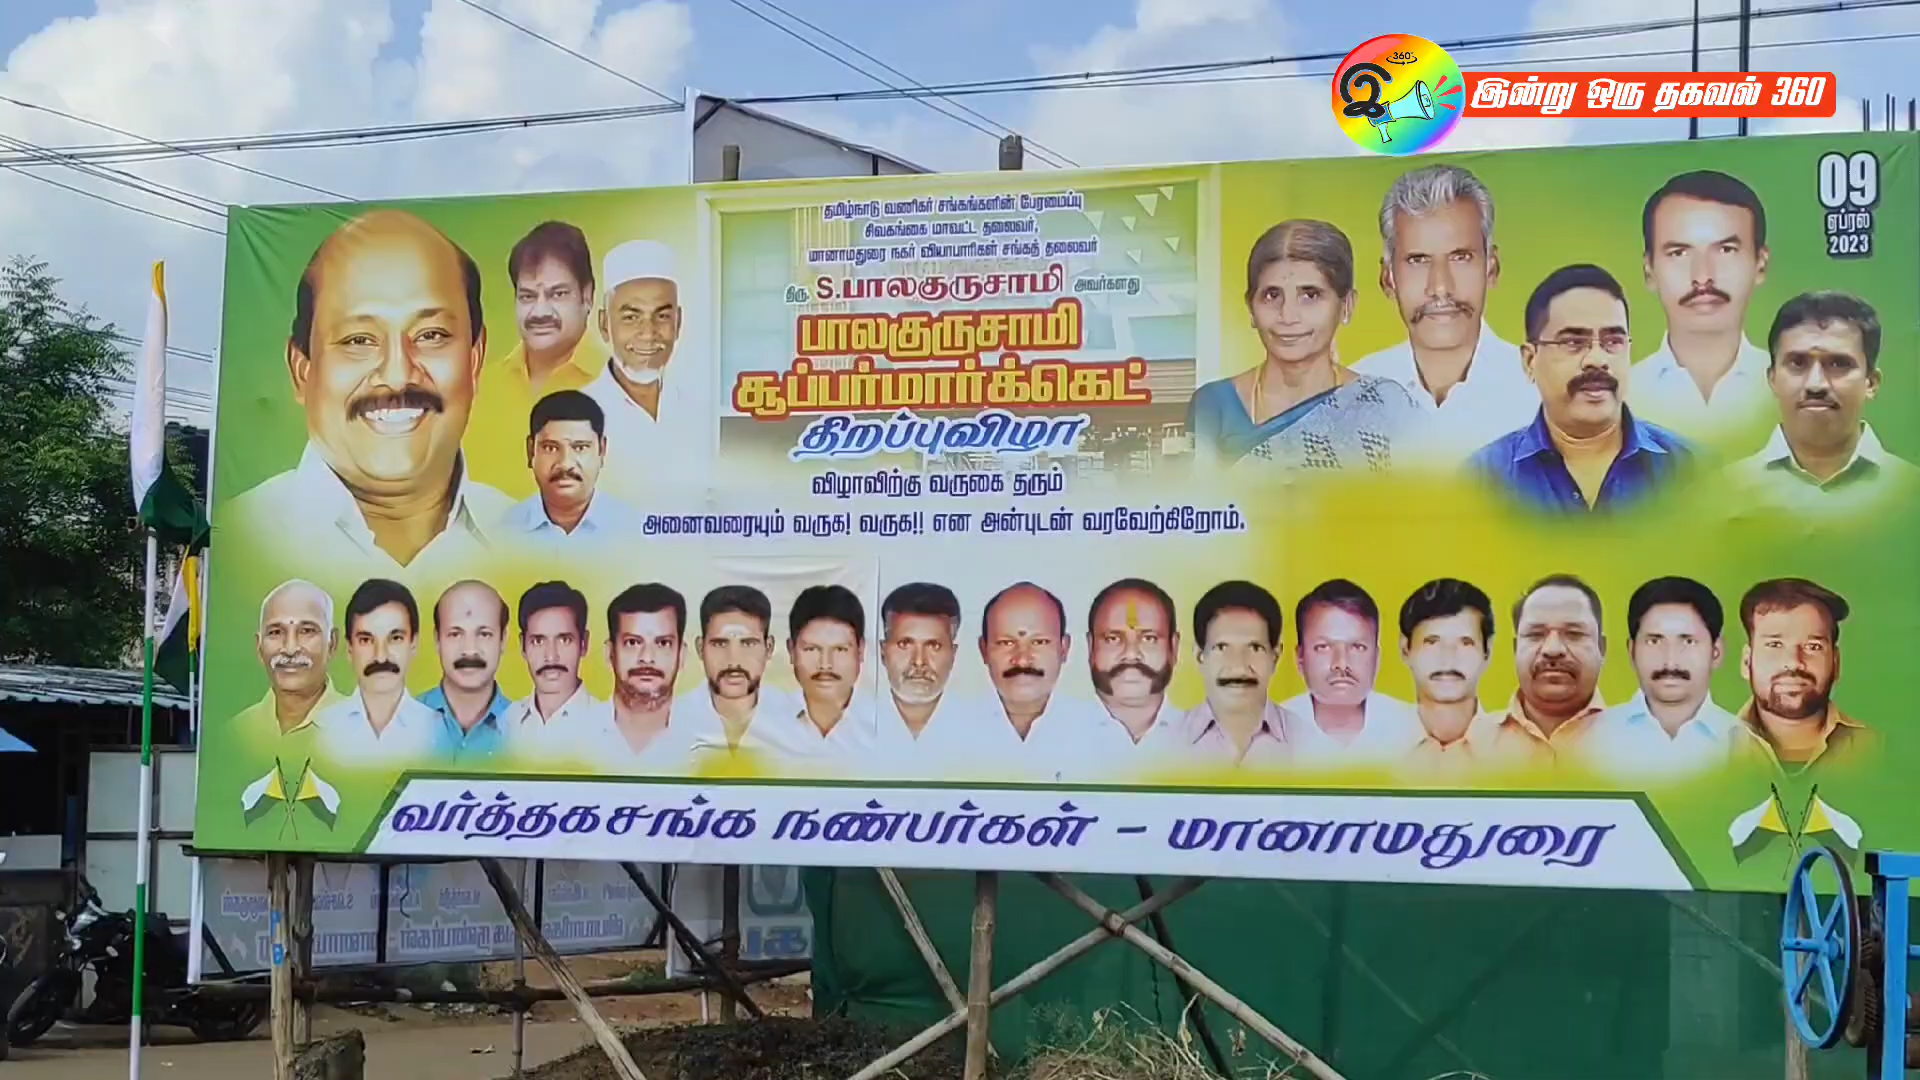 360°
இ
இன்று ஒரு தகவல் 360
09
ஏப்ரல்
2023
தமிழ்நாடு வணிகர் சங்கங்களின் பேரமைப்பு
சிவகங்கை மாவட்ட தலைவர்,
மானாமதுரை நகர் வியாபாரிகள் சங்கத் தலைவர்
திரு. S.பாலகுருசாமி அவர்களது
பாலகுருசாமி
சூப்பர்மார்க்கெட்
திறப்புவிழா
விழாவிற்கு வருகை தரும்
அனைவரையும் வருக! வருக!! என அன்புடன் வரவேற்கிறோம்.
வர்த்தகசங்க நண்பர்கள் - மானாமதுரை